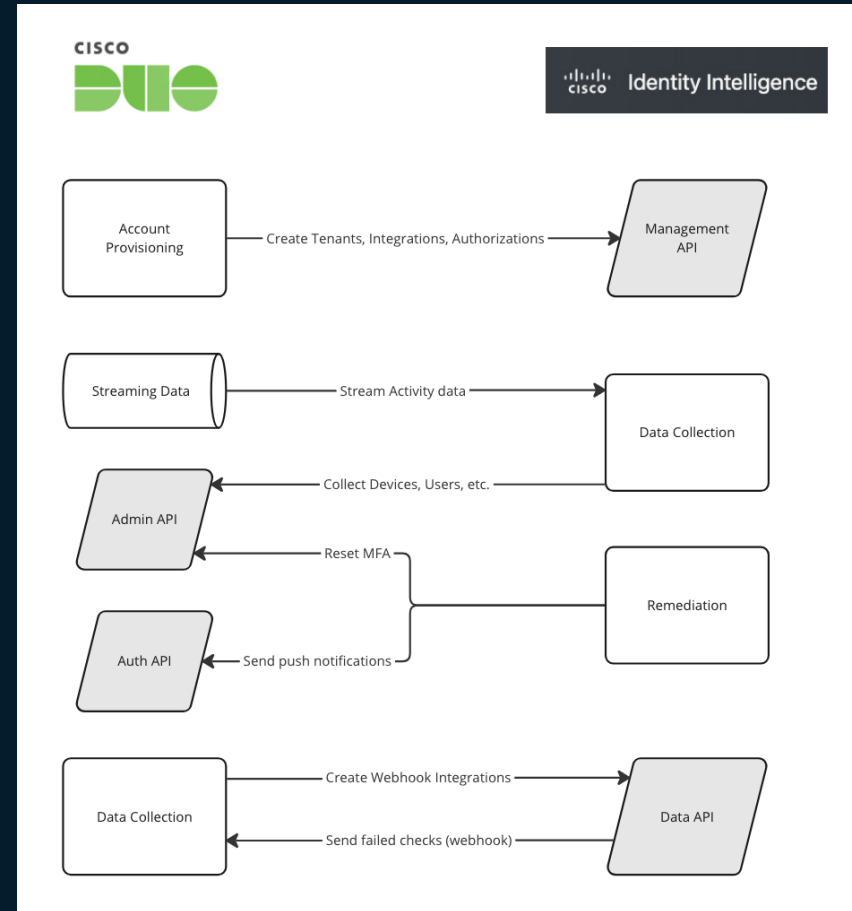 CISCO
DUO
CISCO Identity Intelligence
Account
Provisioning
Create Tenants, Integrations, Authorizations
Management
API
Streaming Data
Stream Activity data
Data Collection
Collect Devices, Users, etc.
Admin API
Reset MFA
Remediation
Auth API
Send push notifications
Create Webhook Integrations
Data Collection
Data API
Send failed checks (webhook)